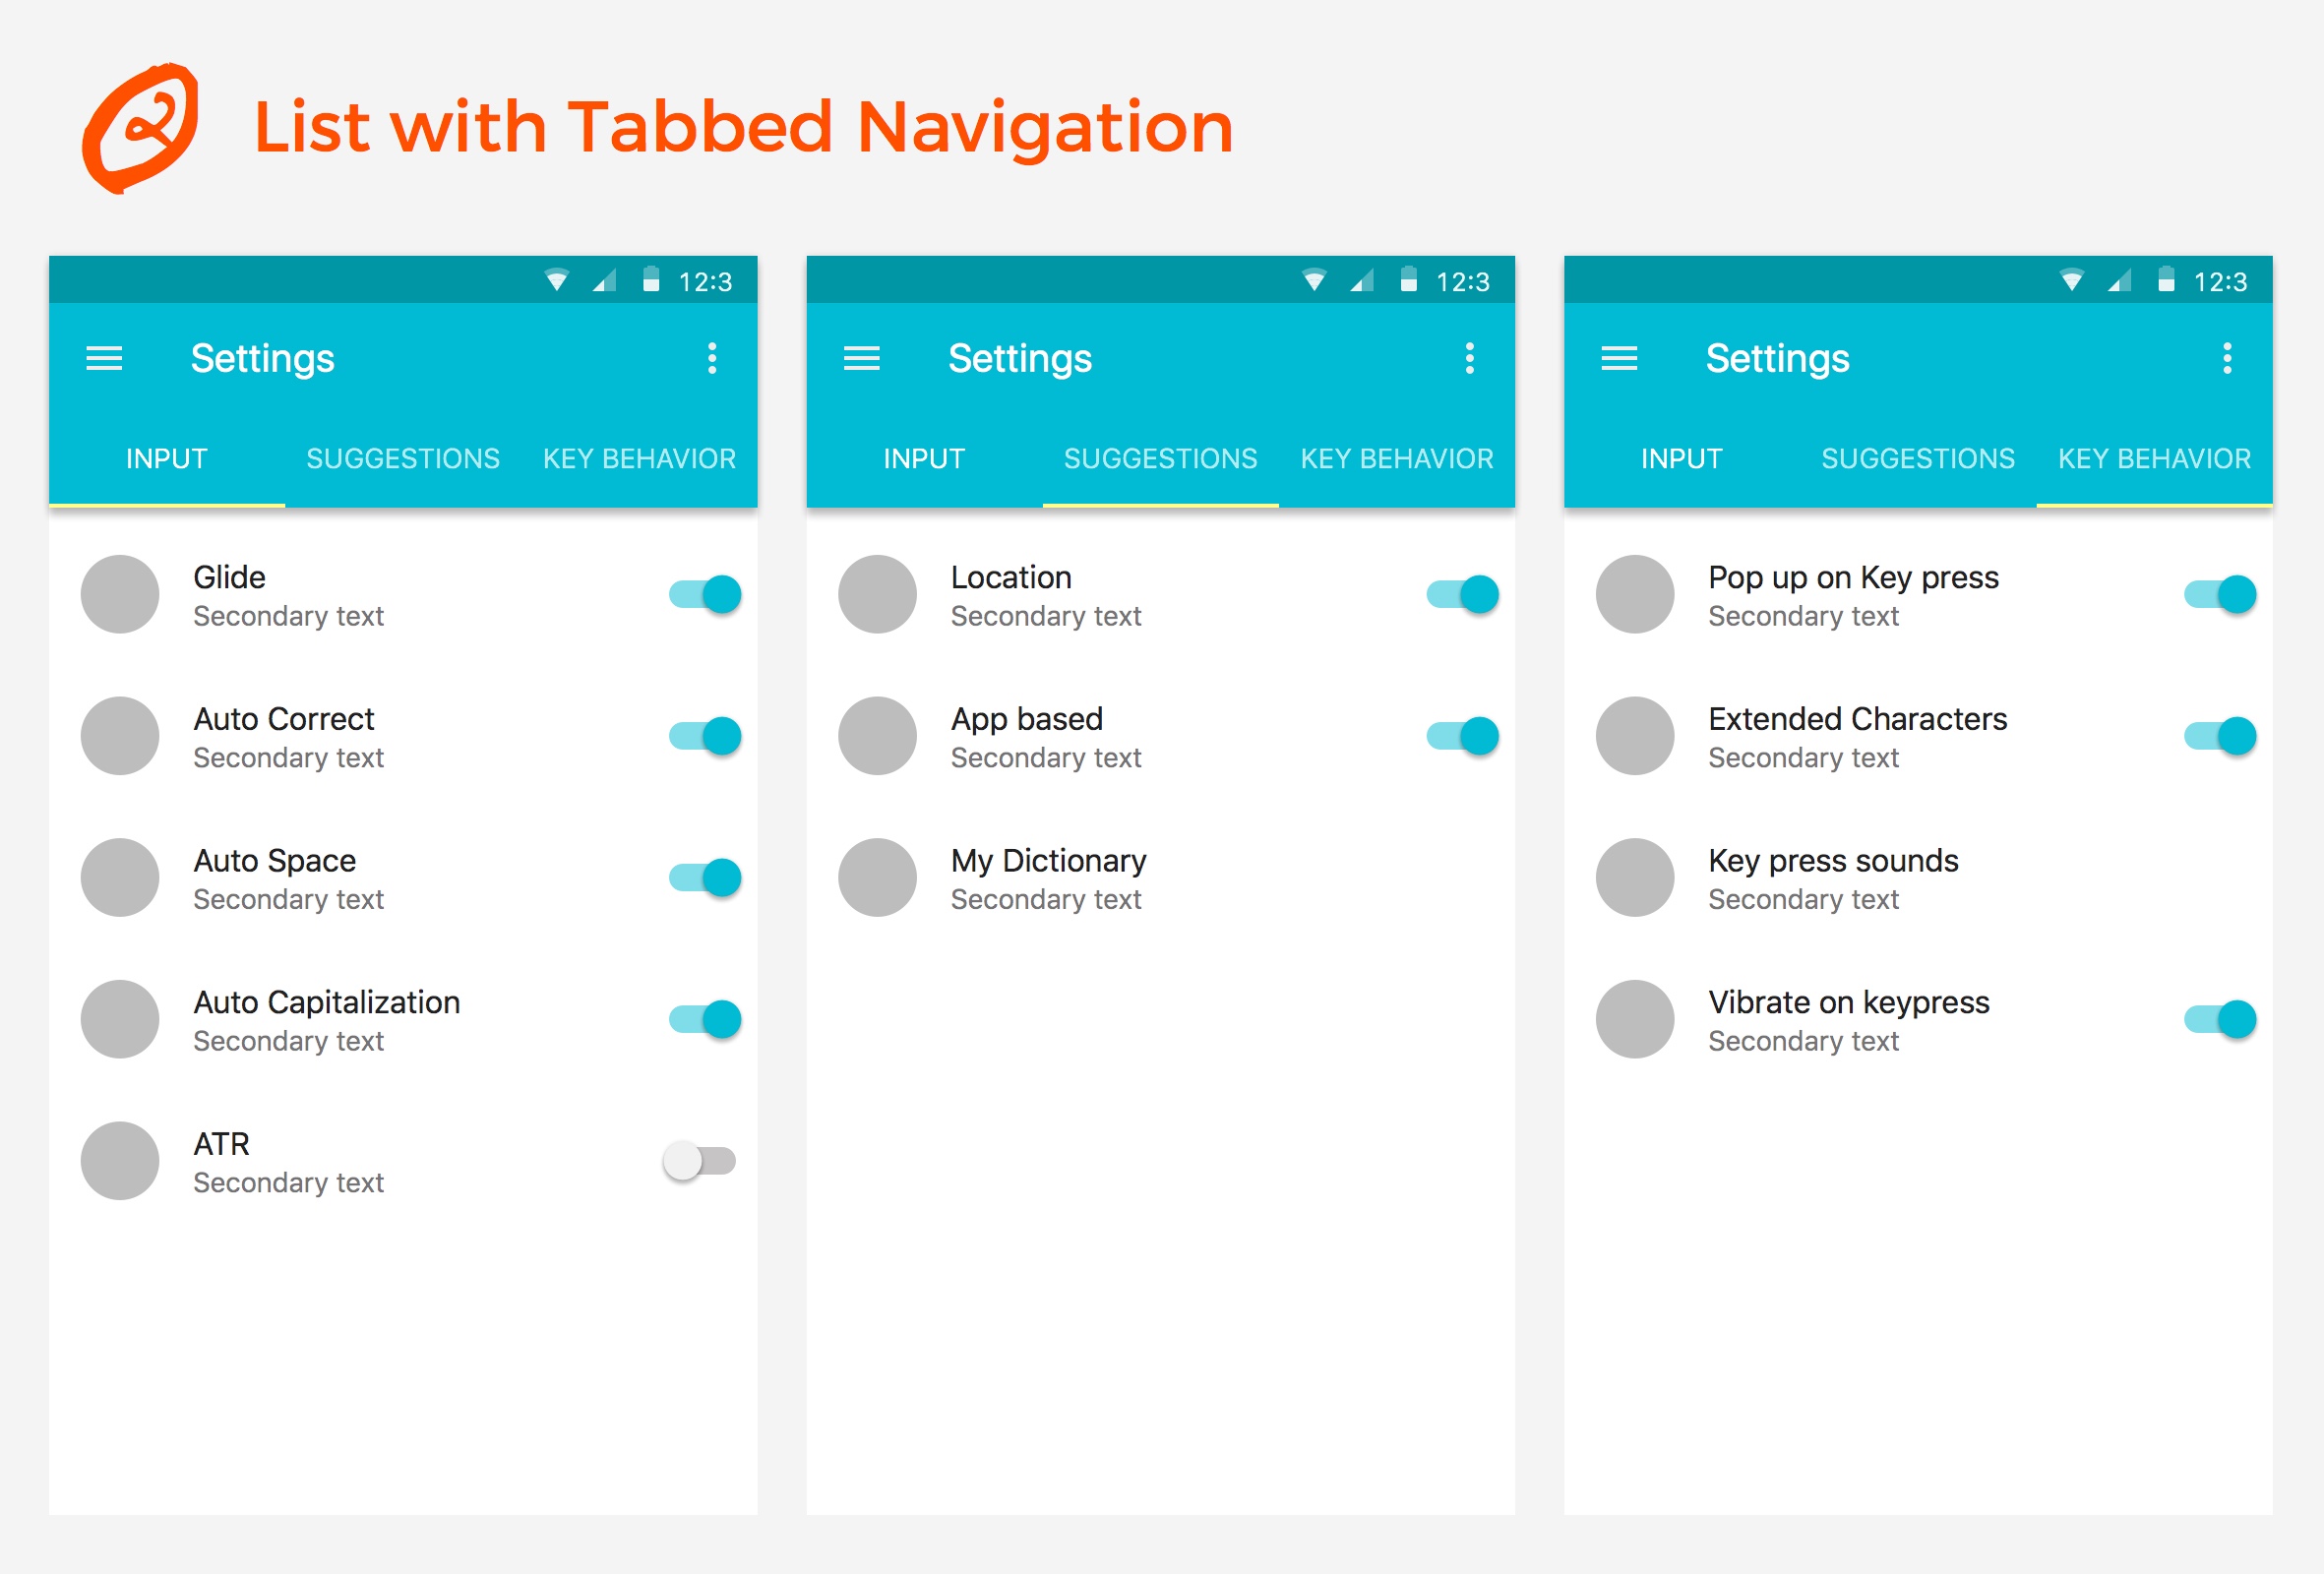 2
List with Tabbed Navigation
12:3
Settings
INPUT SUGGESTIONS KEY BEHAVIOR
Glide
Secondary text
Auto Correct
Secondary text
Auto Space
Secondary text
Auto Capitalization
Secondary text
ATR
Secondary text
12:3
Settings
INPUT SUGGESTIONS KEY BEHAVIOR
Location
Secondary text
App based
Secondary text
My Dictionary
Secondary text
12:3
Settings
INPUT SUGGESTIONS KEY BEHAVIOR
Pop up on Key press
Secondary text
Extended Characters
Secondary text
Key press sounds
Secondary text
Vibrate on keypress
Secondary text